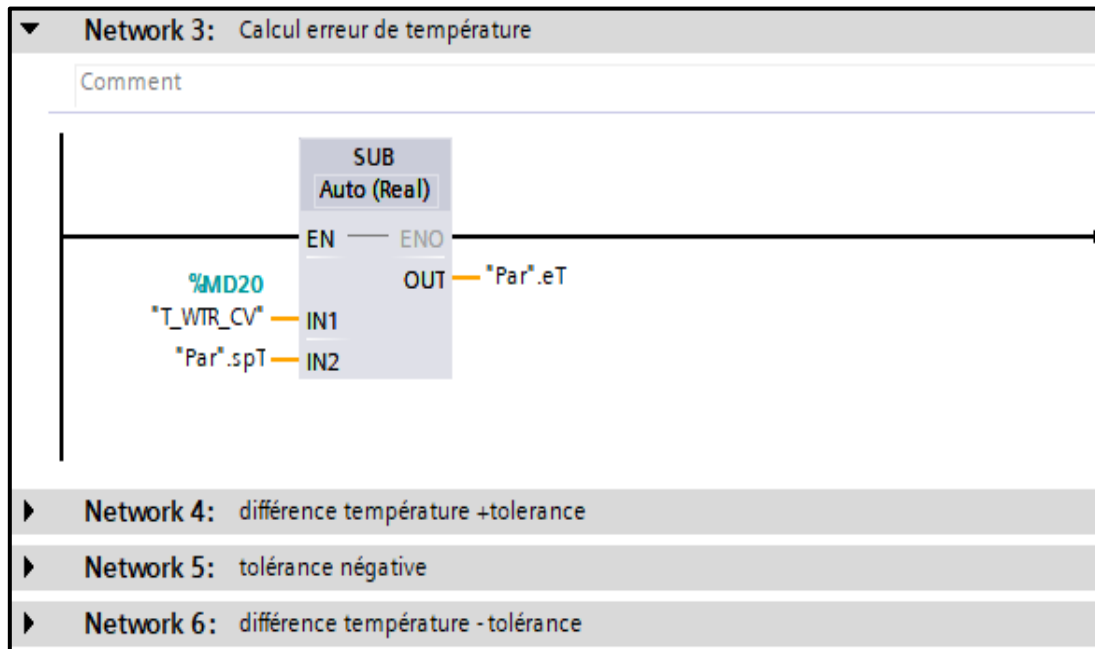 Network 3: Calcul erreur de température
Comment
SUB
Auto (Real)
EN ENO
%MD20 OUT "Par".eT
"T_WTR_CV" IN1
"Par".spT IN2
Network 4: différence température +tolerance
Network 5: tolérance négative
Network 6: différence température - tolérance